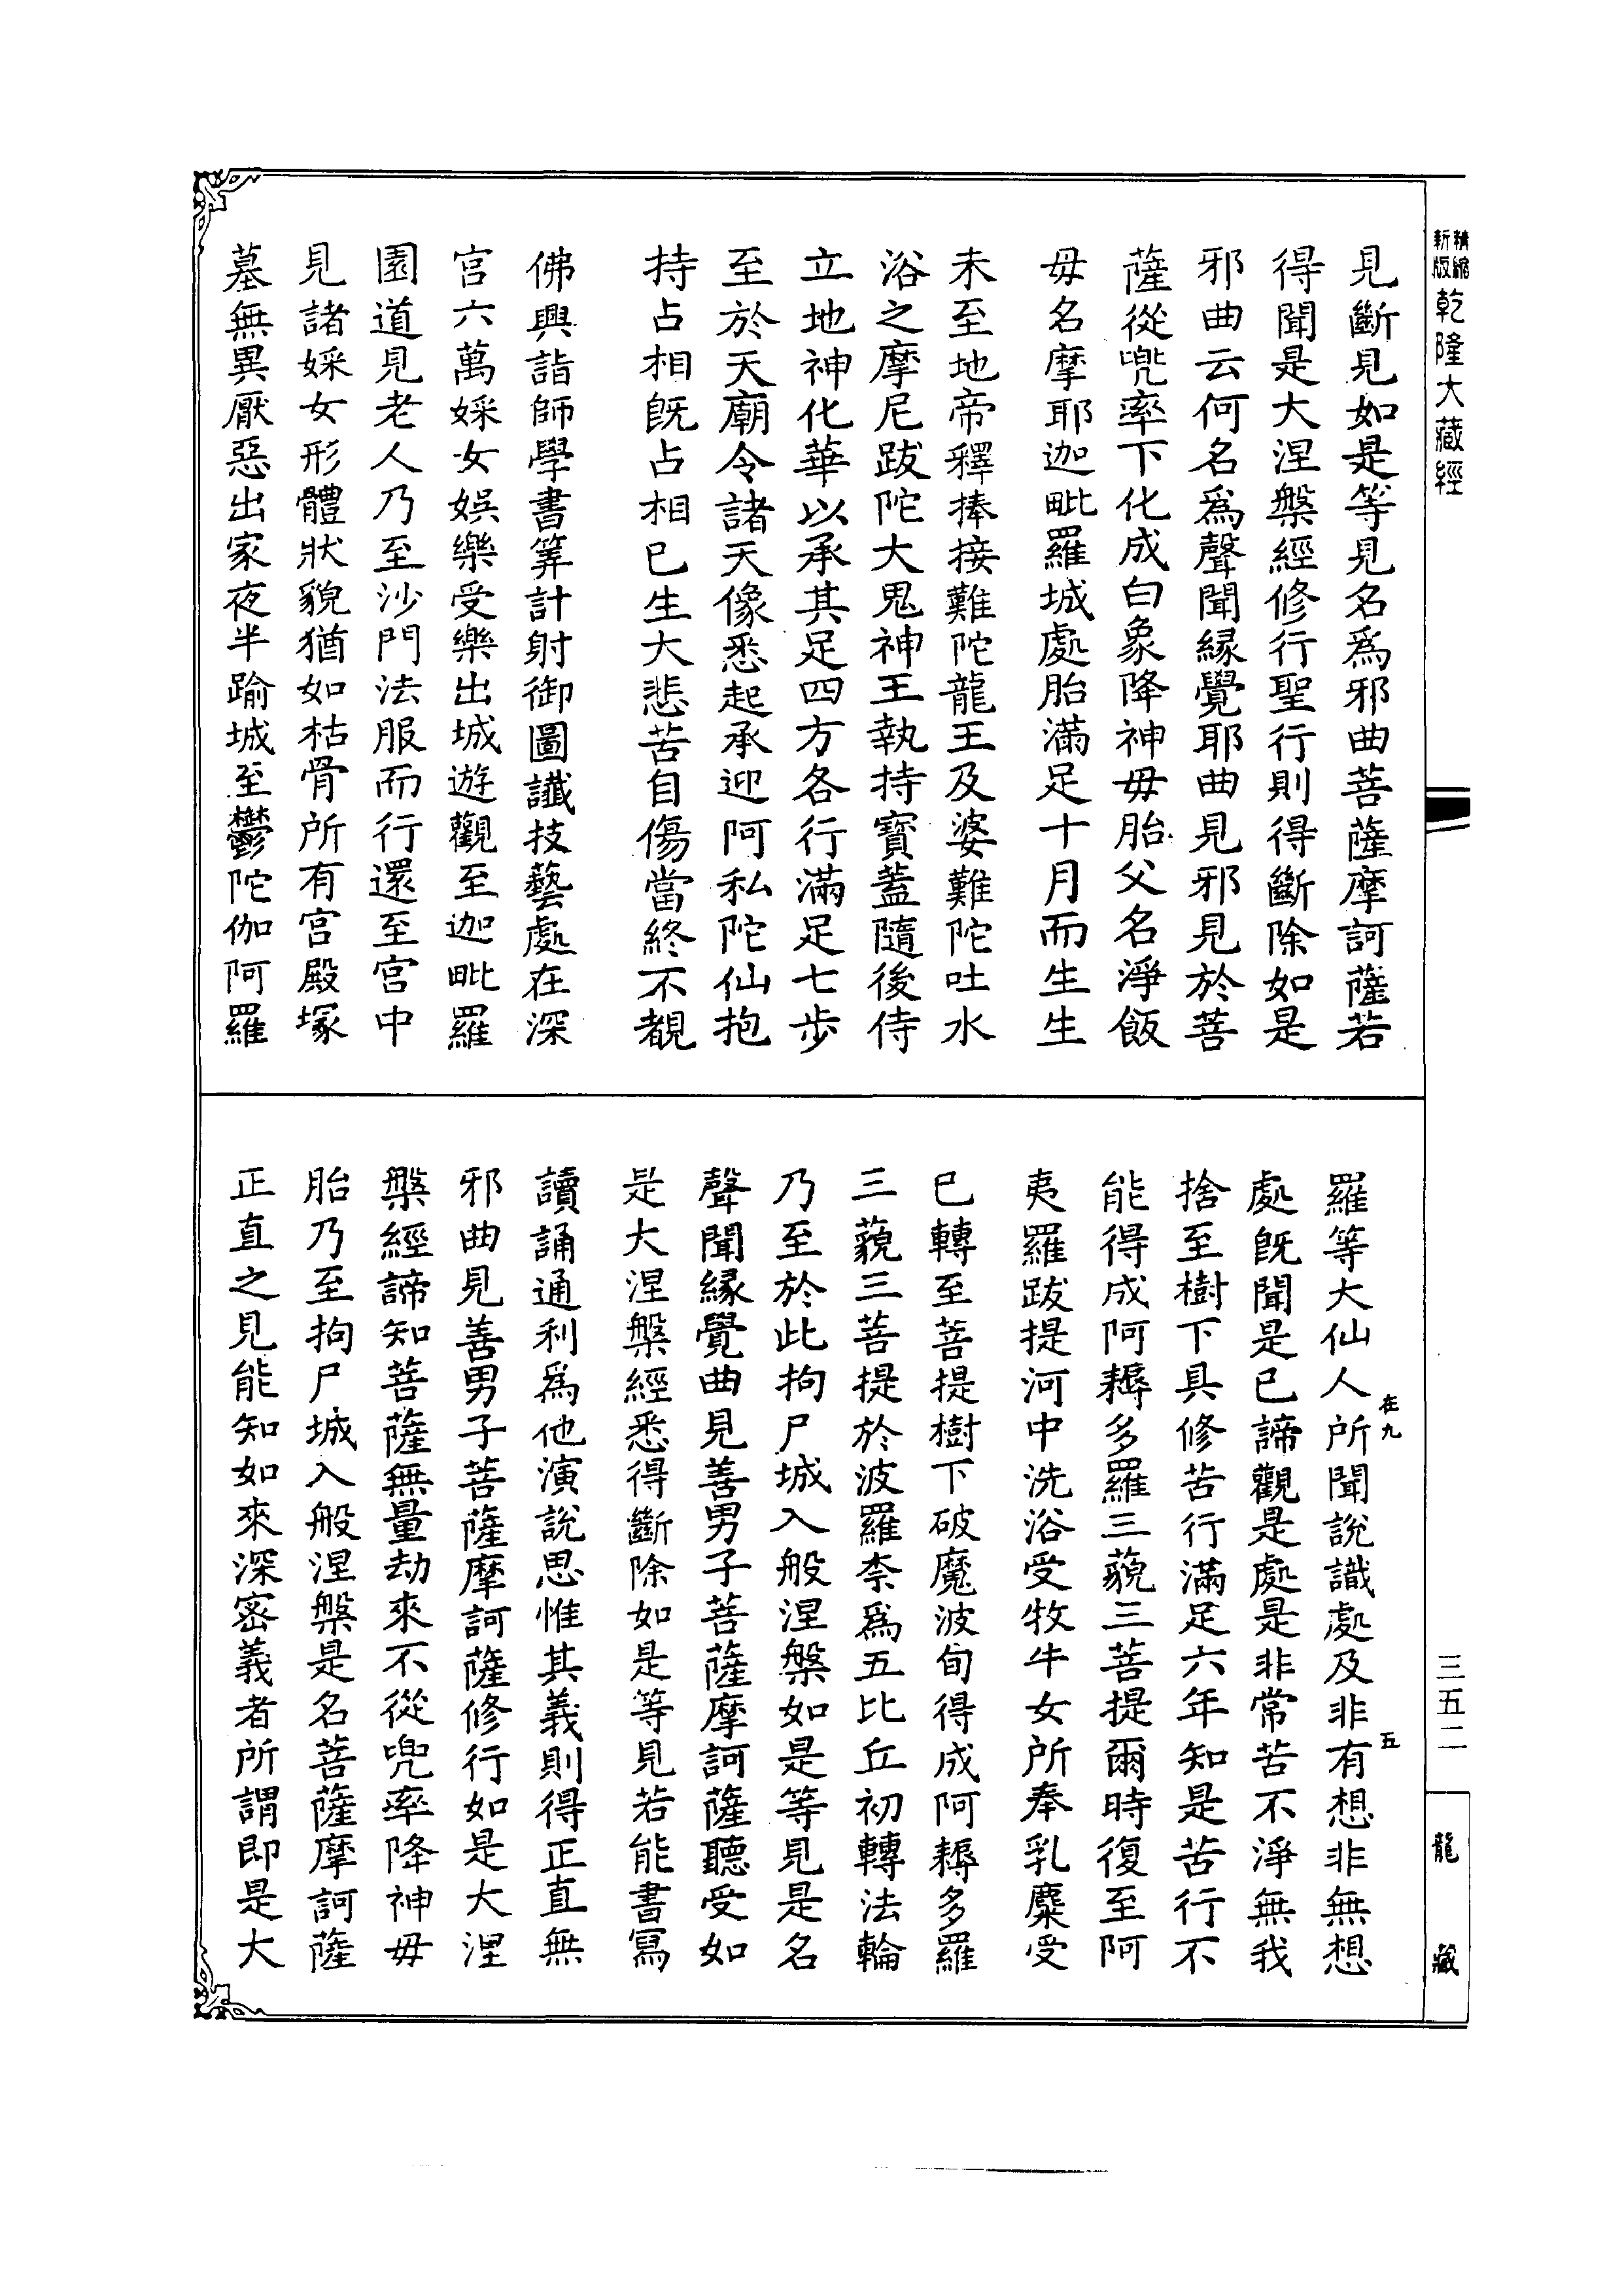 精縮
新版
乾隆大藏經
見斷見如是等見名爲邪曲菩薩摩訶薩若
得聞是大涅槃經修行聖行則得斷除如是
邪曲云何名爲聲聞緣覺耶曲見邪見於菩
薩從兜率下化成白象降神毋胎父名淨飯
毋名摩耶迦毗羅城處胎滿足十月而生生
未至地帝釋捧接難陀龍王及婆難陀吐水
浴之摩尼跋陀大鬼神王執持寶蓋隨後侍
立地神化華以承其足四方各行滿足七步
至於天廟令諸天像悉起承迎阿私陀仙抱
持占相既占相已生大悲苦自傷當終不覩
佛興詣師學書筭計射御圖讖技藝處在深
宫六萬婇女娛樂受樂出城遊觀至迦毗羅
園道見老人乃至沙門法服而行還至宫中
見諸婇女形體狀貌猶如枯骨所有宫殿塚
墓無異厭惡出家夜半踰城至鬱陀伽阿羅
羅等大仙人所聞說識處及非有想非無想
處既聞是已諦觀是處是非常苦不淨無我
捨至樹下具修苦行滿足六年知是苦行不
能得成阿耨多羅三藐三菩提爾時復至阿
夷羅跋提河中洗浴受牧牛女所奉乳糜受
已轉至菩提樹下破魔波旬得成阿耨多羅
三藐三菩提於波羅柰爲五比丘初轉法輪
乃至於此拘尸城入般涅槃如是等見是名
聲聞緣覺曲見善男子菩薩摩訶薩聽受如
是大涅槃經悉得斷除如是等見若能書寫
讀誦通利爲他演說思惟其義則得正直無
邪曲見善男子菩薩摩訶薩修行如是大涅
槃經諦知菩薩無量劫來不從兜率降神毋
胎乃至拘尸城入般涅槃是名菩薩摩訶薩
正直之見能知如來深密義者所謂即是大
在九
五
三五二
龍藏